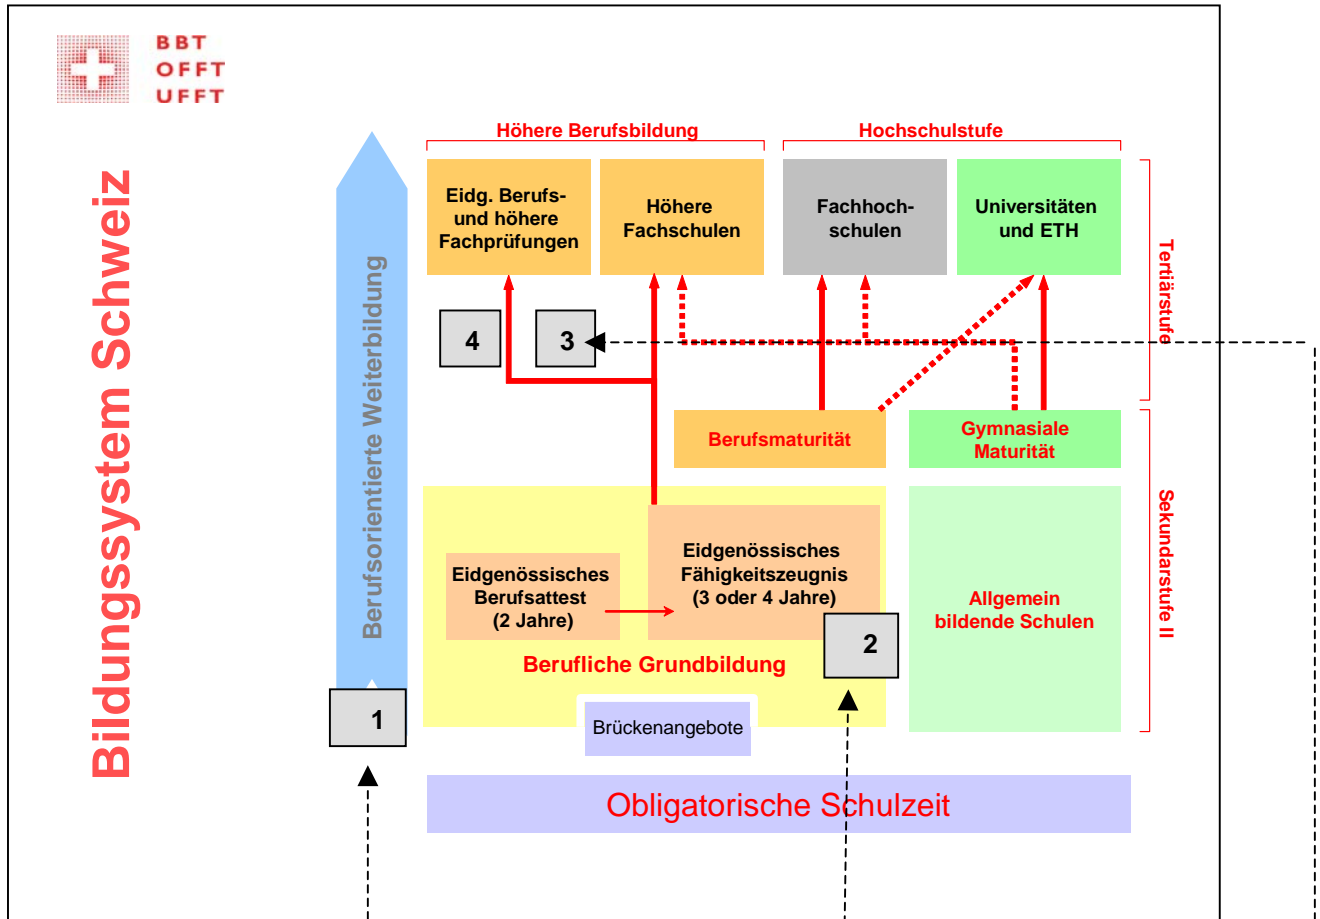 BBT
OFFT
UFFT
Bildungssystem Schweiz
Berufsorientierte Weiterbildung
Höhere Berufsbildung
Hochschulstufe
Eidg. Berufs-
und höhere
Fachprüfungen
Höhere
Fachschulen
Fachhoch-
schulen
Universitäten
und ETH
Tertiärstufe
4
3
Berufsmaturität
Gymnasiale
Maturität
Sekundarstufe II
Eidgenössisches
Berufsattest
(2 Jahre)
Eidgenössisches
Fähigkeitszeugnis
(3 oder 4 Jahre)
Allgemein
bildende Schulen
2
Berufliche Grundbildung
1
Brückenangebote
Obligatorische Schulzeit